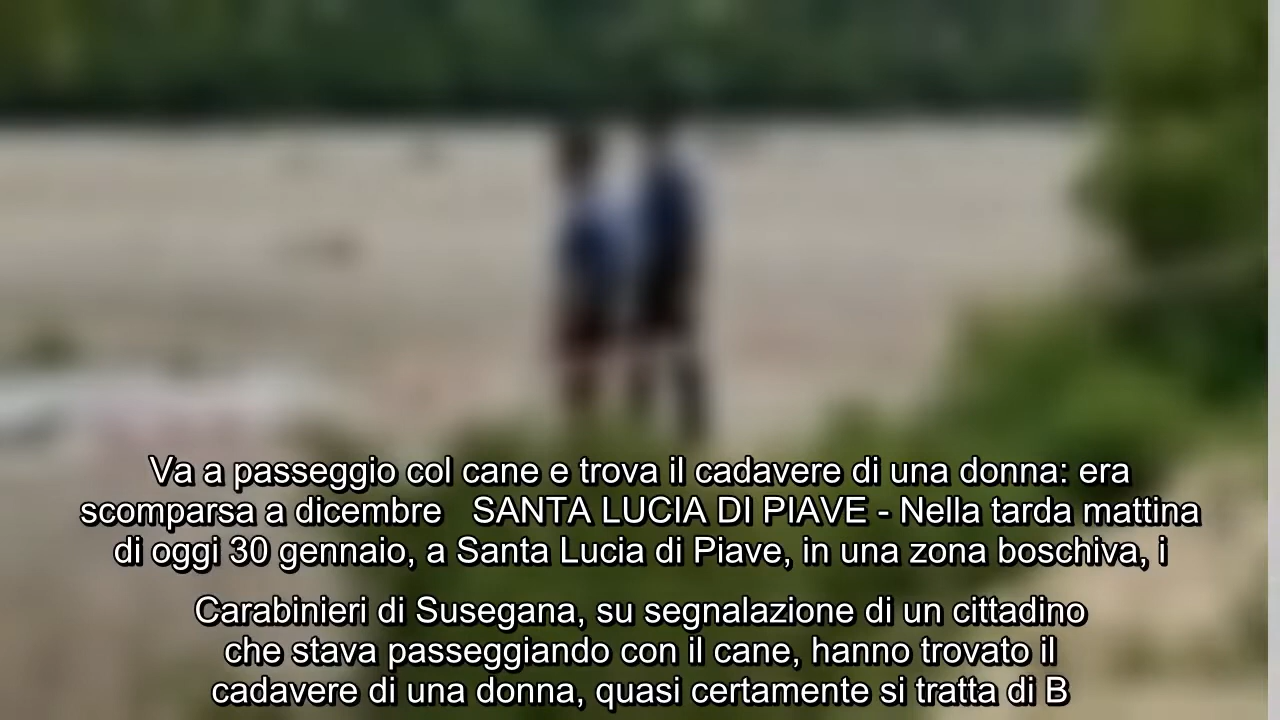 Va a passeggio col cane e trova il cadavere di una donna: era
scomparsa a dicembre   SANTA LUCIA DI PIAVE - Nella tarda mattina
di oggi 30 gennaio, a Santa Lucia di Piave, in una zona boschiva, i
Carabinieri di Susegana, su segnalazione di un cittadino
che stava passeggiando con il cane, hanno trovato il
cadavere di una donna, quasi certamente si tratta di B